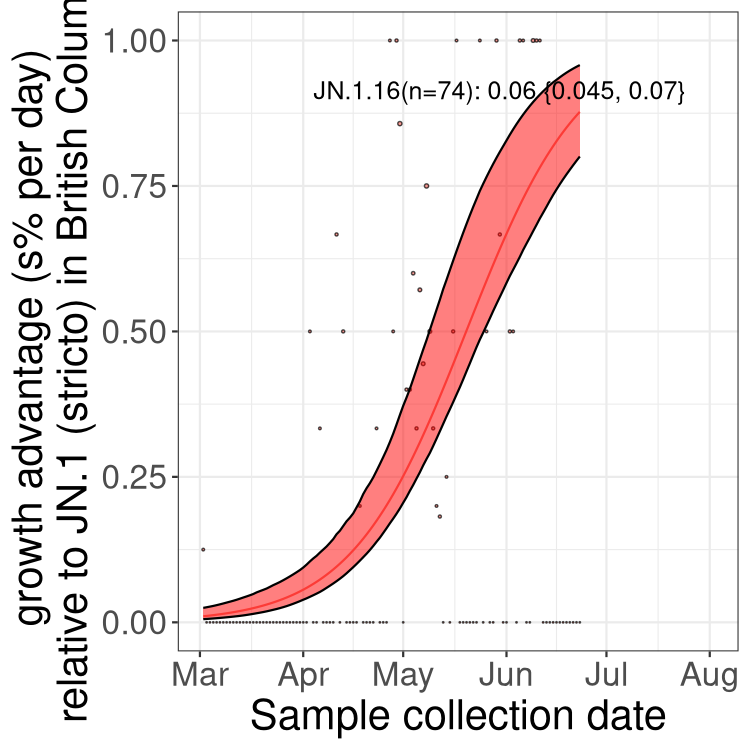 growth advantage (s% per day)
relative to JN.1 (stricto) in British Colum
1.00
0.75
0.50
0.25
0.00
JN.1.16(n=74): 0.06 {0.045, 0.07}
Mar Apr May Jun Jul Aug
Sample collection date